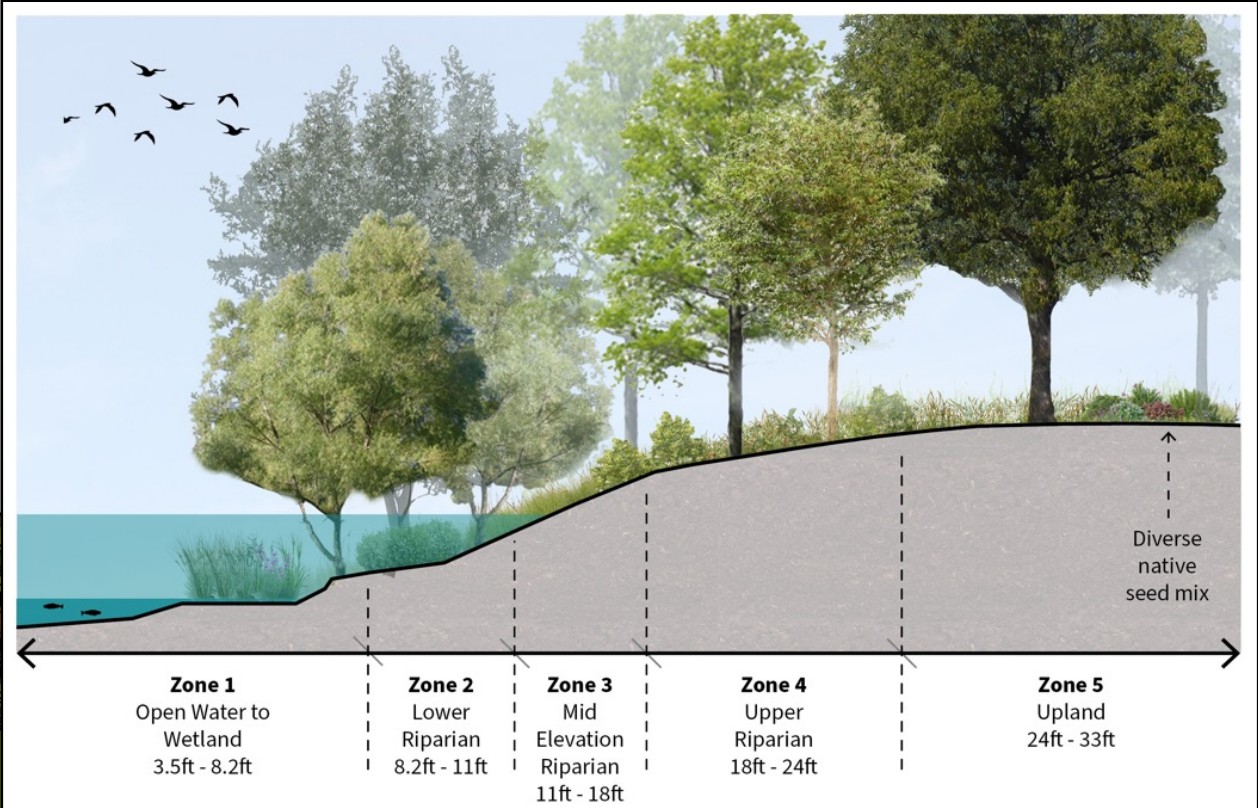 Diverse
native
seed mix
Zone 1
Open Water to
Wetland
3.5ft - 8.2ft
Zone 2
Lower
Riparian
8.2ft - 11ft
Zone 3
Mid
Elevation
Riparian
11ft - 18ft
Zone 4
Upper
Riparian
18ft - 24ft
Zone 5
Upland
24ft - 33ft